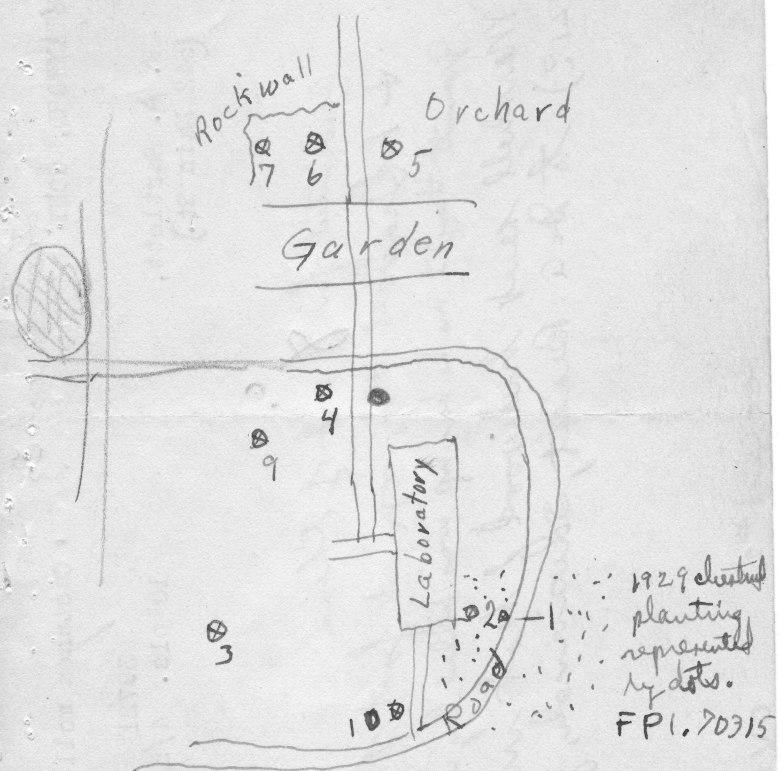 Rockwall
Orchard
7 6 5
Garden
4
9
Laboratory
2 1
3
10
Road
1929 chestnut
planting
represented
by dots.
FPI. 70315